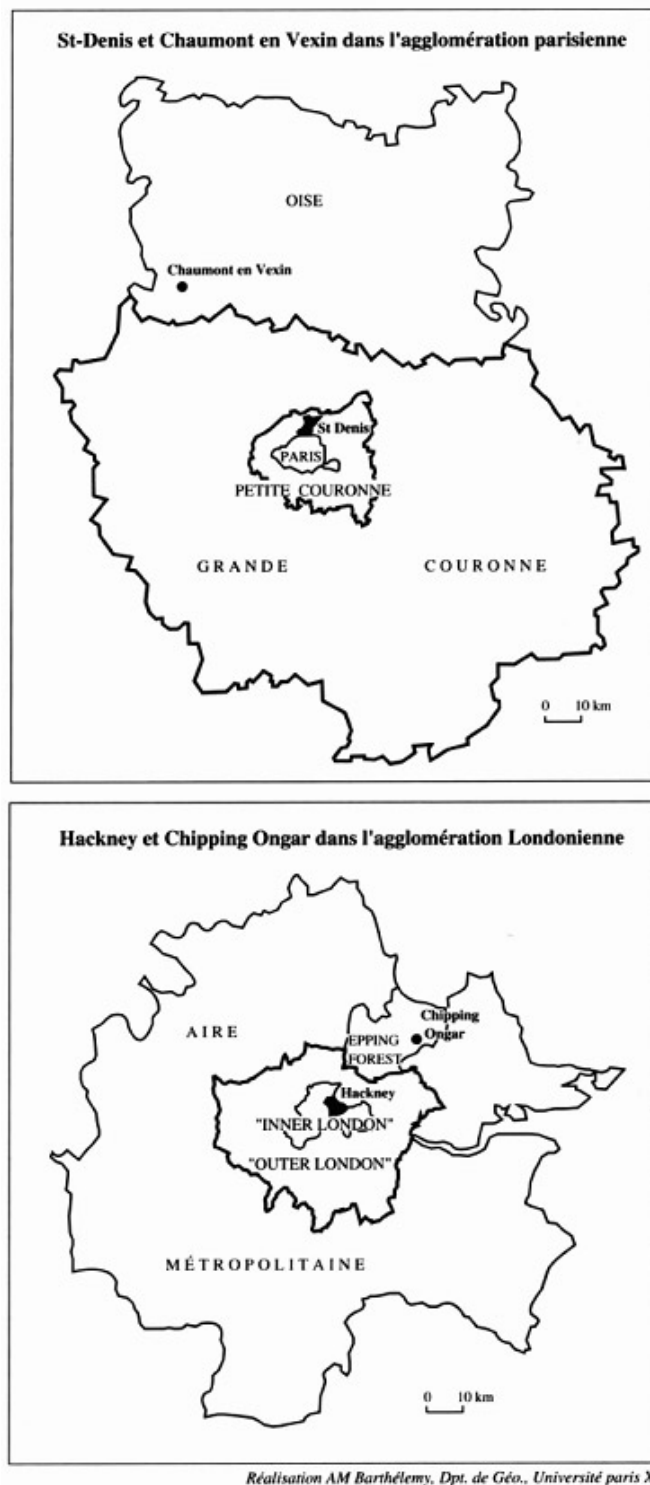 St-Denis et Chaumont en Vexin dans l'agglomération parisienne
OISE
Chaumont en Vexin
St Denis
PARIS
PETITE COURONNE
GRANDE COURONNE
0 10 km
Hackney et Chipping Ongar dans l'agglomération Londonienne
Chipping
Ongar
AIRE
EPPING
FOREST
Hackney
"INNER LONDON"
"OUTER LONDON"
MÉTROPOLITAINE
0 10 km
Réalisation AM Barthélemy, Dpt. de Géo., Université paris X